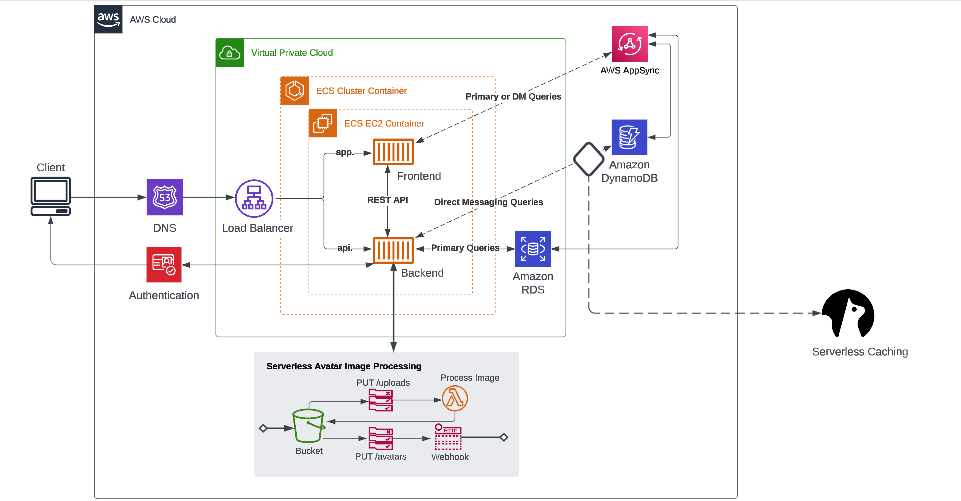 aws
AWS Cloud
Virtual Private Cloud
AWS AppSync
ECS Cluster Container
Primary or DM Queries
ECS EC2 Container
app.
Client
Frontend
Amazon
DynamoDB
53
REST API
Direct Messaging Queries
DNS
Load Balancer
api.
Primary Queries
Backend
Amazon
RDS
Authentication
Serverless Caching
Serverless Avatar Image Processing
PUT /uploads
Process Image
HTTP
Bucket
PUT /avatars
Webhook